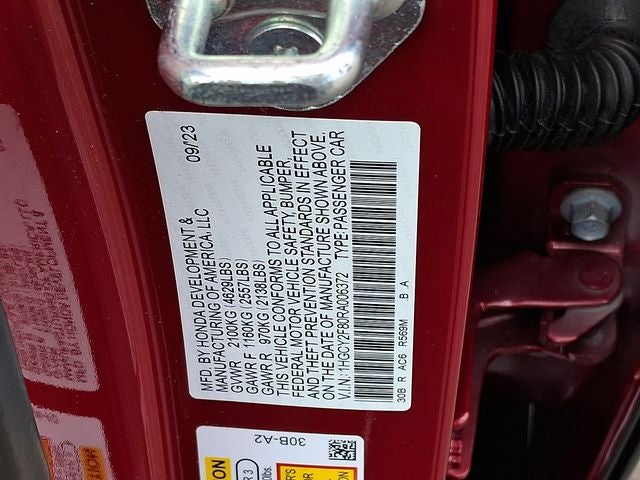 MFD. BY HONDA DEVELOPMENT & 09/23
MANUFACTURING OF AMERICA, LLC
GVWR 2100KG (4629LBS)
GAWR F 1160KG (2557LBS)
GAWR R 970KG (2138LBS)
THIS VEHICLE CONFORMS TO ALL APPLICABLE
FEDERAL MOTOR VEHICLE SAFETY, BUMPER,
AND THEFT PREVENTION STANDARDS IN EFFECT
ON THE DATE OF MANUFACTURE SHOWN ABOVE.
V.I.N.: 1HGCY2F80RA006372 TYPE: PASSENGER CAR
30B R AC6 R569M B A
30B-A2
ON
R 3